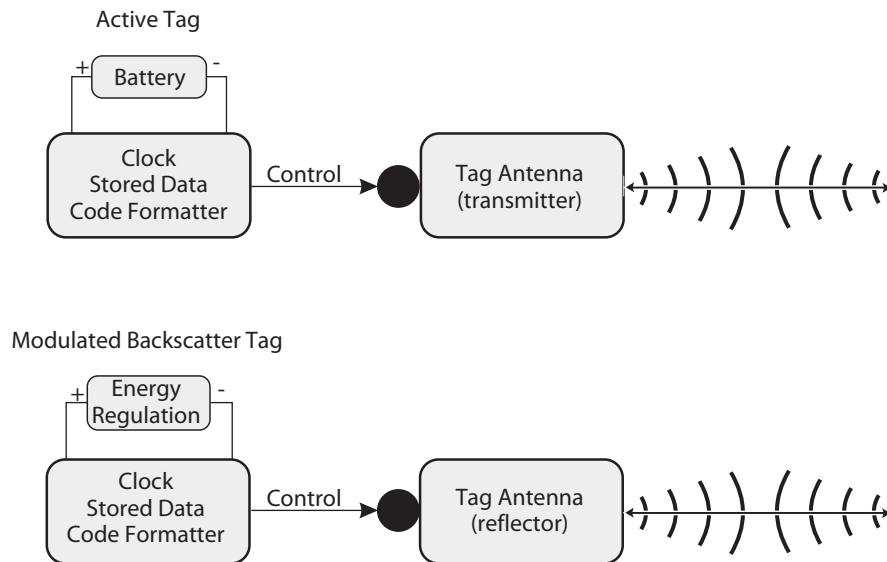 Active Tag
+ Battery -
Clock
Stored Data
Code Formatter
Control
Tag Antenna
(transmitter)
Modulated Backscatter Tag
+ Energy -
Regulation
Clock
Stored Data
Code Formatter
Control
Tag Antenna
(reflector)